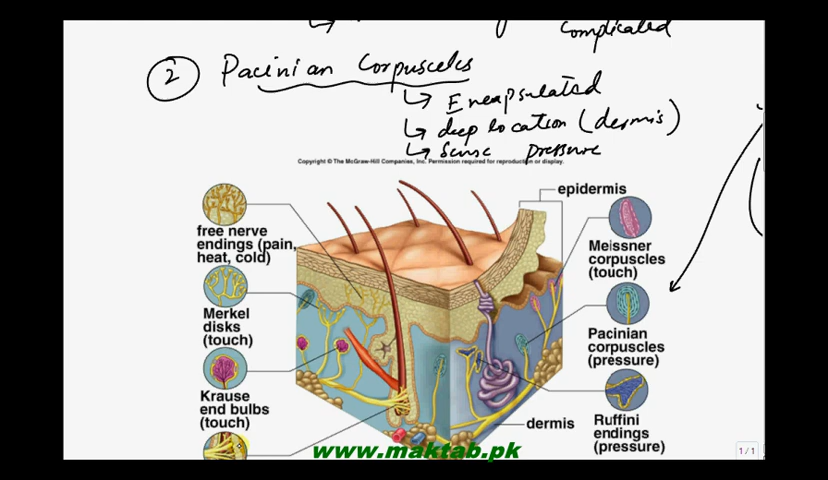 complicated
2 Pacinian Corpuscles
↳ Encapsulated
↳ deep location (dermis)
↳ Sense pressure
Copyright © The McGraw-Hill Companies, Inc. Permission required for reproduction or display.
epidermis
free nerve
endings (pain,
heat, cold)
Meissner
corpuscles
(touch)
Merkel
disks
(touch)
Pacinian
corpuscles
(pressure)
Krause
end bulbs
(touch)
Ruffini
endings
(pressure)
dermis
www.maktab.pk
1 / 1